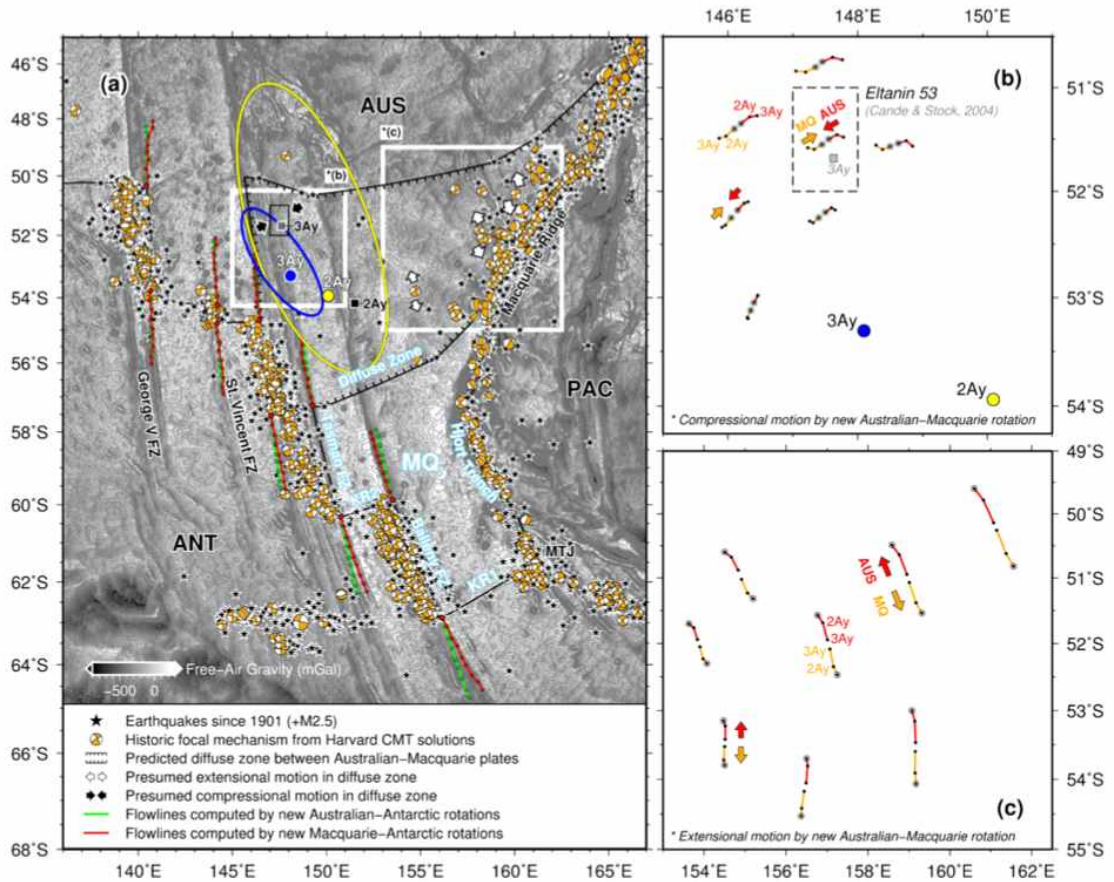 146°E 148°E 150°E
46°S
48°S
50°S
52°S
54°S
56°S
58°S
60°S
62°S
64°S
66°S
68°S
(a)
AUS
*(c)
*(b)
3Ay
3Ay
2Ay
2Ay
Macquarie Ridge
PAC
Diffuse Zone
George V FZ
St. Vincent FZ
MQ
Hjort Trench
ANT
MTJ
Free-Air Gravity (mGal)
−500 0
Earthquakes since 1901 (+M2.5)
Historic focal mechanism from Harvard CMT solutions
Predicted diffuse zone between Australian−Macquarie plates
Presumed extensional motion in diffuse zone
Presumed compressional motion in diffuse zone
Flowlines computed by new Australian−Antarctic rotations
Flowlines computed by new Macquarie−Antarctic rotations
140°E 145°E 150°E 155°E 160°E 165°E
(b)
51°S
52°S
53°S
54°S
Eltanin 53
(Cande & Stock, 2004)
2Ay 3Ay
3Ay 2Ay
MQ AUS
3Ay
3Ay
2Ay
* Compressional motion by new Australian−Macquarie rotation
49°S
50°S
51°S
52°S
53°S
54°S
55°S
AUS
MQ
2Ay
3Ay
3Ay
2Ay
(c)
* Extensional motion by new Australian−Macquarie rotation
154°E 156°E 158°E 160°E 162°E